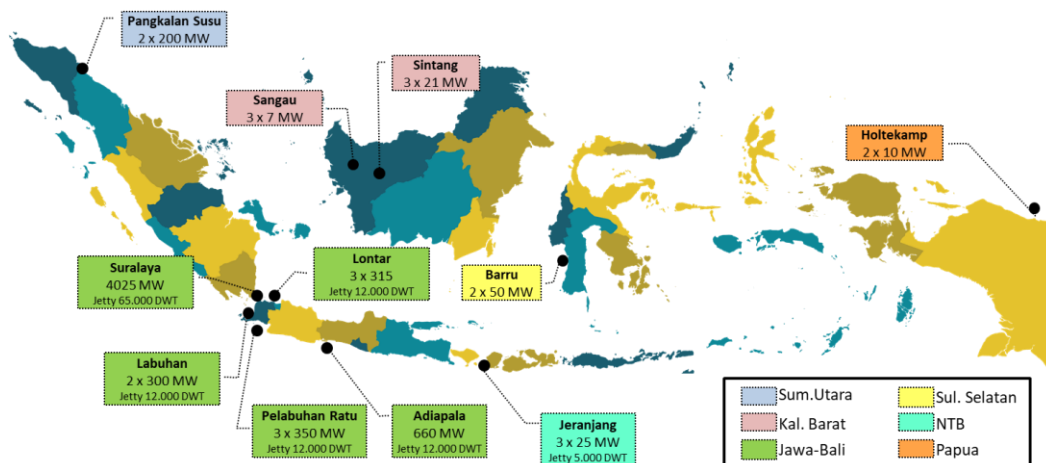 Pangkalan Susu
2 x 200 MW
Sintang
3 x 21 MW
Sangau
3 x 7 MW
Holtekamp
2 x 10 MW
Suralaya
4025 MW
Jetty 65.000 DWT
Lontar
3 x 315
Jetty 12.000 DWT
Barru
2 x 50 MW
Labuhan
2 x 300 MW
Jetty 12.000 DWT
Pelabuhan Ratu
3 x 350 MW
Jetty 12.000 DWT
Adiapala
660 MW
Jetty 12.000 DWT
Jeranjang
3 x 25 MW
Jetty 5.000 DWT
Sum.Utara
Sul. Selatan
Kal. Barat
NTB
Jawa-Bali
Papua